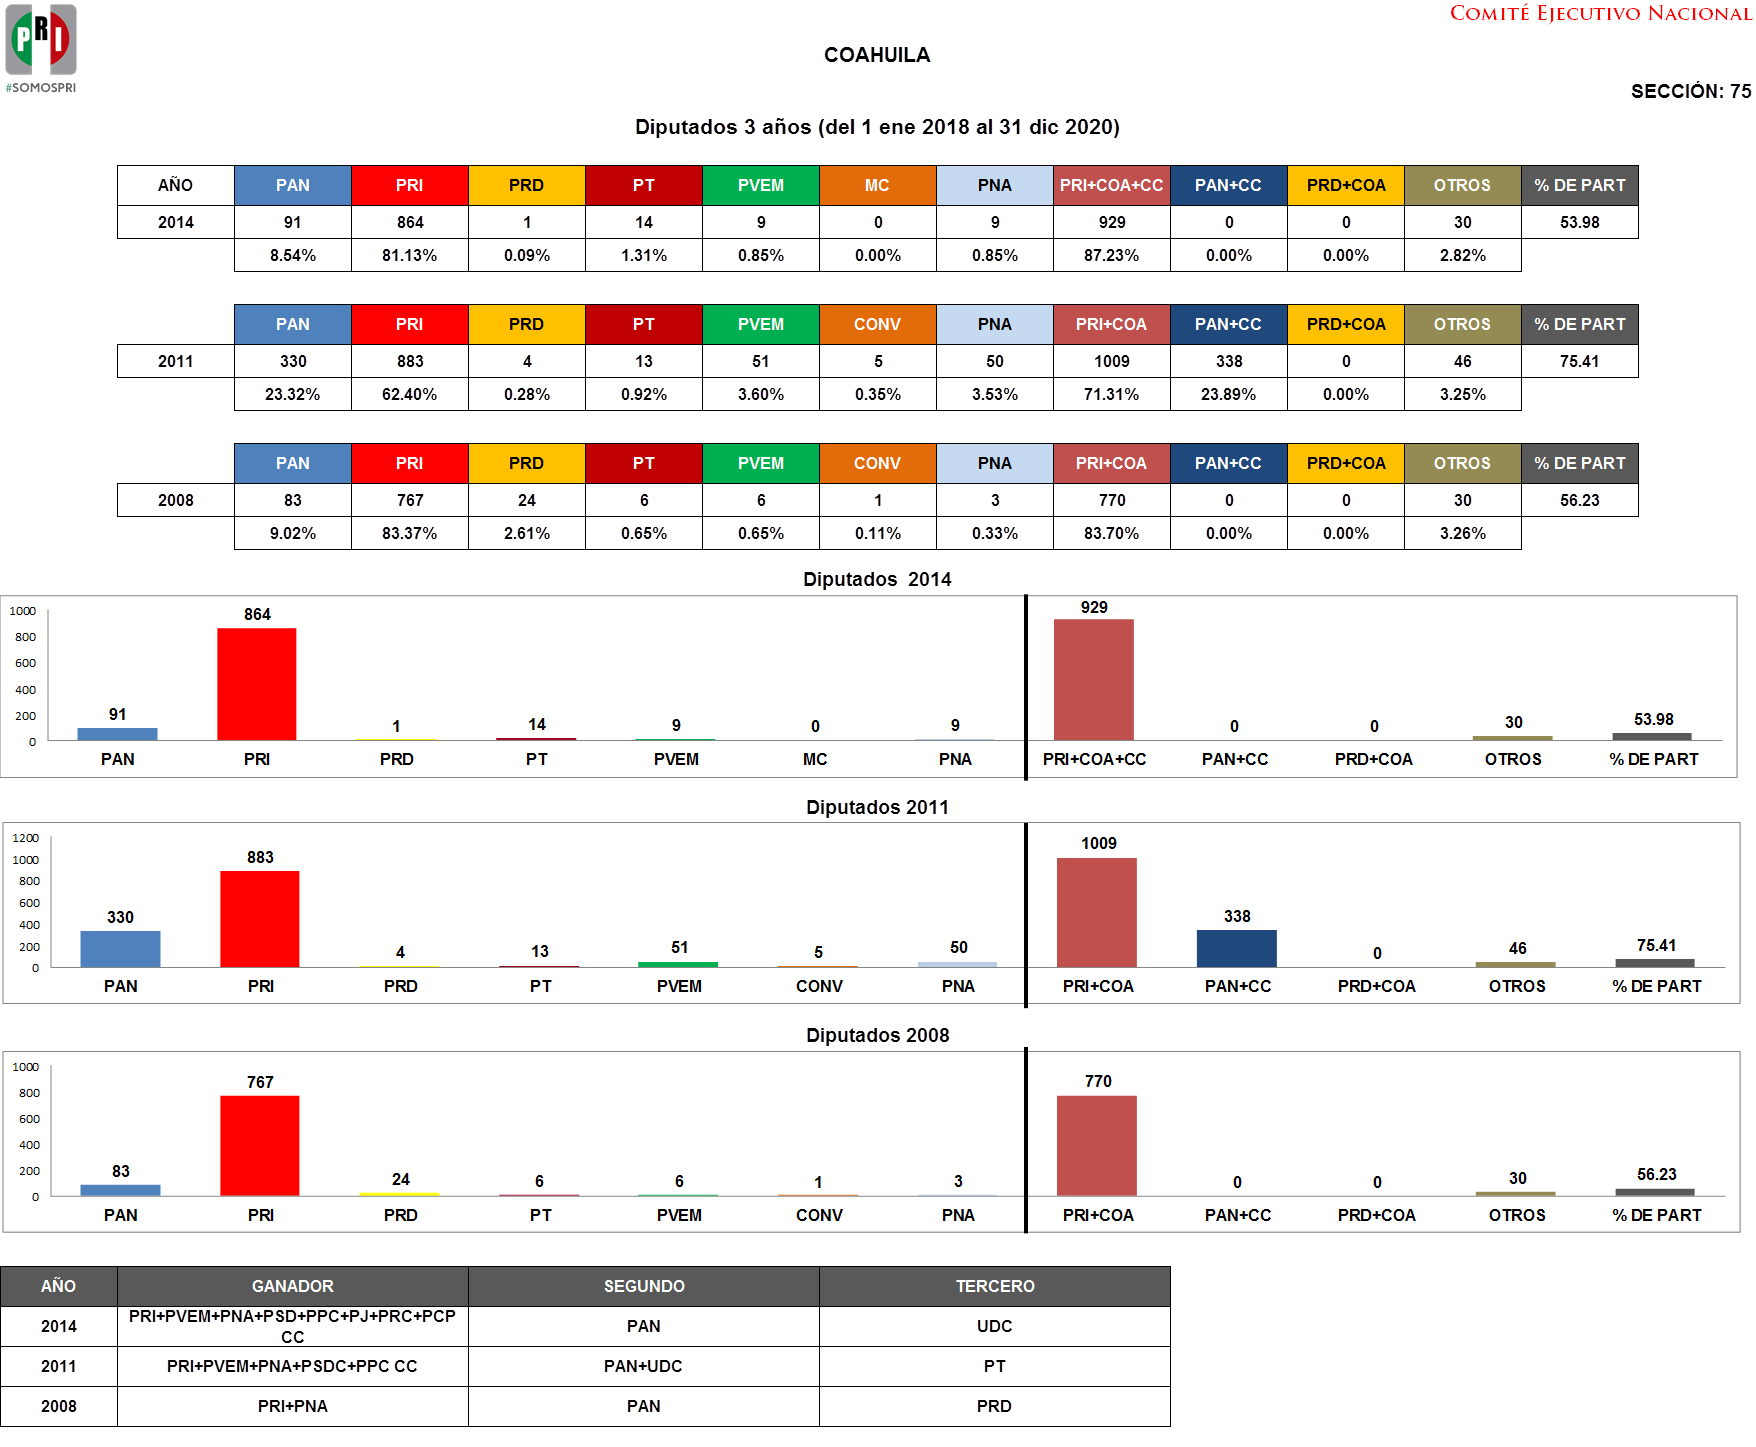 PRI
#SOMOSPRI
COMITÉ EJECUTIVO NACIONAL
COAHUILA
SECCIÓN: 75
Diputados 3 años (del 1 ene 2018 al 31 dic 2020)
AÑO PAN PRI PRD PT PVEM MC PNA PRI+COA+CC PAN+CC PRD+COA OTROS % DE PART
2014 91 864 1 14 9 0 9 929 0 0 30 53.98
8.54% 81.13% 0.09% 1.31% 0.85% 0.00% 0.85% 87.23% 0.00% 0.00% 2.82%
PAN PRI PRD PT PVEM CONV PNA PRI+COA PAN+CC PRD+COA OTROS % DE PART
2011 330 883 4 13 51 5 50 1009 338 0 46 75.41
23.32% 62.40% 0.28% 0.92% 3.60% 0.35% 3.53% 71.31% 23.89% 0.00% 3.25%
PAN PRI PRD PT PVEM CONV PNA PRI+COA PAN+CC PRD+COA OTROS % DE PART
2008 83 767 24 6 6 1 3 770 0 0 30 56.23
9.02% 83.37% 2.61% 0.65% 0.65% 0.11% 0.33% 83.70% 0.00% 0.00% 3.26%
Diputados 2014
1000
800
600
400
200
0
91 864 1 14 9 0 9 929 0 0 30 53.98
PAN PRI PRD PT PVEM MC PNA PRI+COA+CC PAN+CC PRD+COA OTROS % DE PART
Diputados 2011
1200
1000
800
600
400
200
0
330 883 4 13 51 5 50 1009 338 0 46 75.41
PAN PRI PRD PT PVEM CONV PNA PRI+COA PAN+CC PRD+COA OTROS % DE PART
Diputados 2008
1000
800
600
400
200
0
83 767 24 6 6 1 3 770 0 0 30 56.23
PAN PRI PRD PT PVEM CONV PNA PRI+COA PAN+CC PRD+COA OTROS % DE PART
AÑO GANADOR SEGUNDO TERCERO
2014 PRI+PVEM+PNA+PSD+PPC+PJ+PRC+PCP CC PAN UDC
2011 PRI+PVEM+PNA+PSDC+PPC CC PAN+UDC PT
2008 PRI+PNA PAN PRD